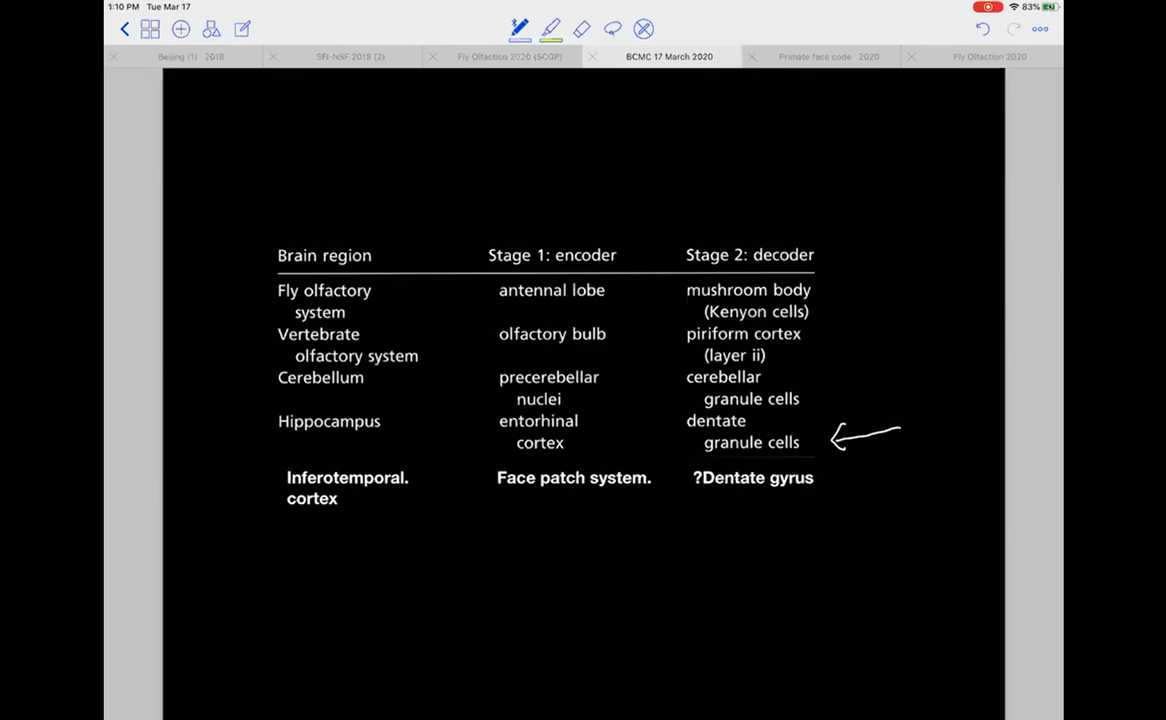 1:10 PM Tue Mar 17
83%
Beijing (1) 2018
SFI-NSF 2019 (2)
Fly Olfaction 2020 (SCGP)
BCMC 17 March 2020
Primate face code 2020
Fly Olfaction 2020
Brain region Stage 1: encoder Stage 2: decoder
Fly olfactory antennal lobe mushroom body
system (Kenyon cells)
Vertebrate olfactory bulb piriform cortex
olfactory system (layer ii)
Cerebellum precerebellar cerebellar
nuclei granule cells
Hippocampus entorhinal dentate
cortex granule cells
Inferotemporal. Face patch system. ?Dentate gyrus
cortex